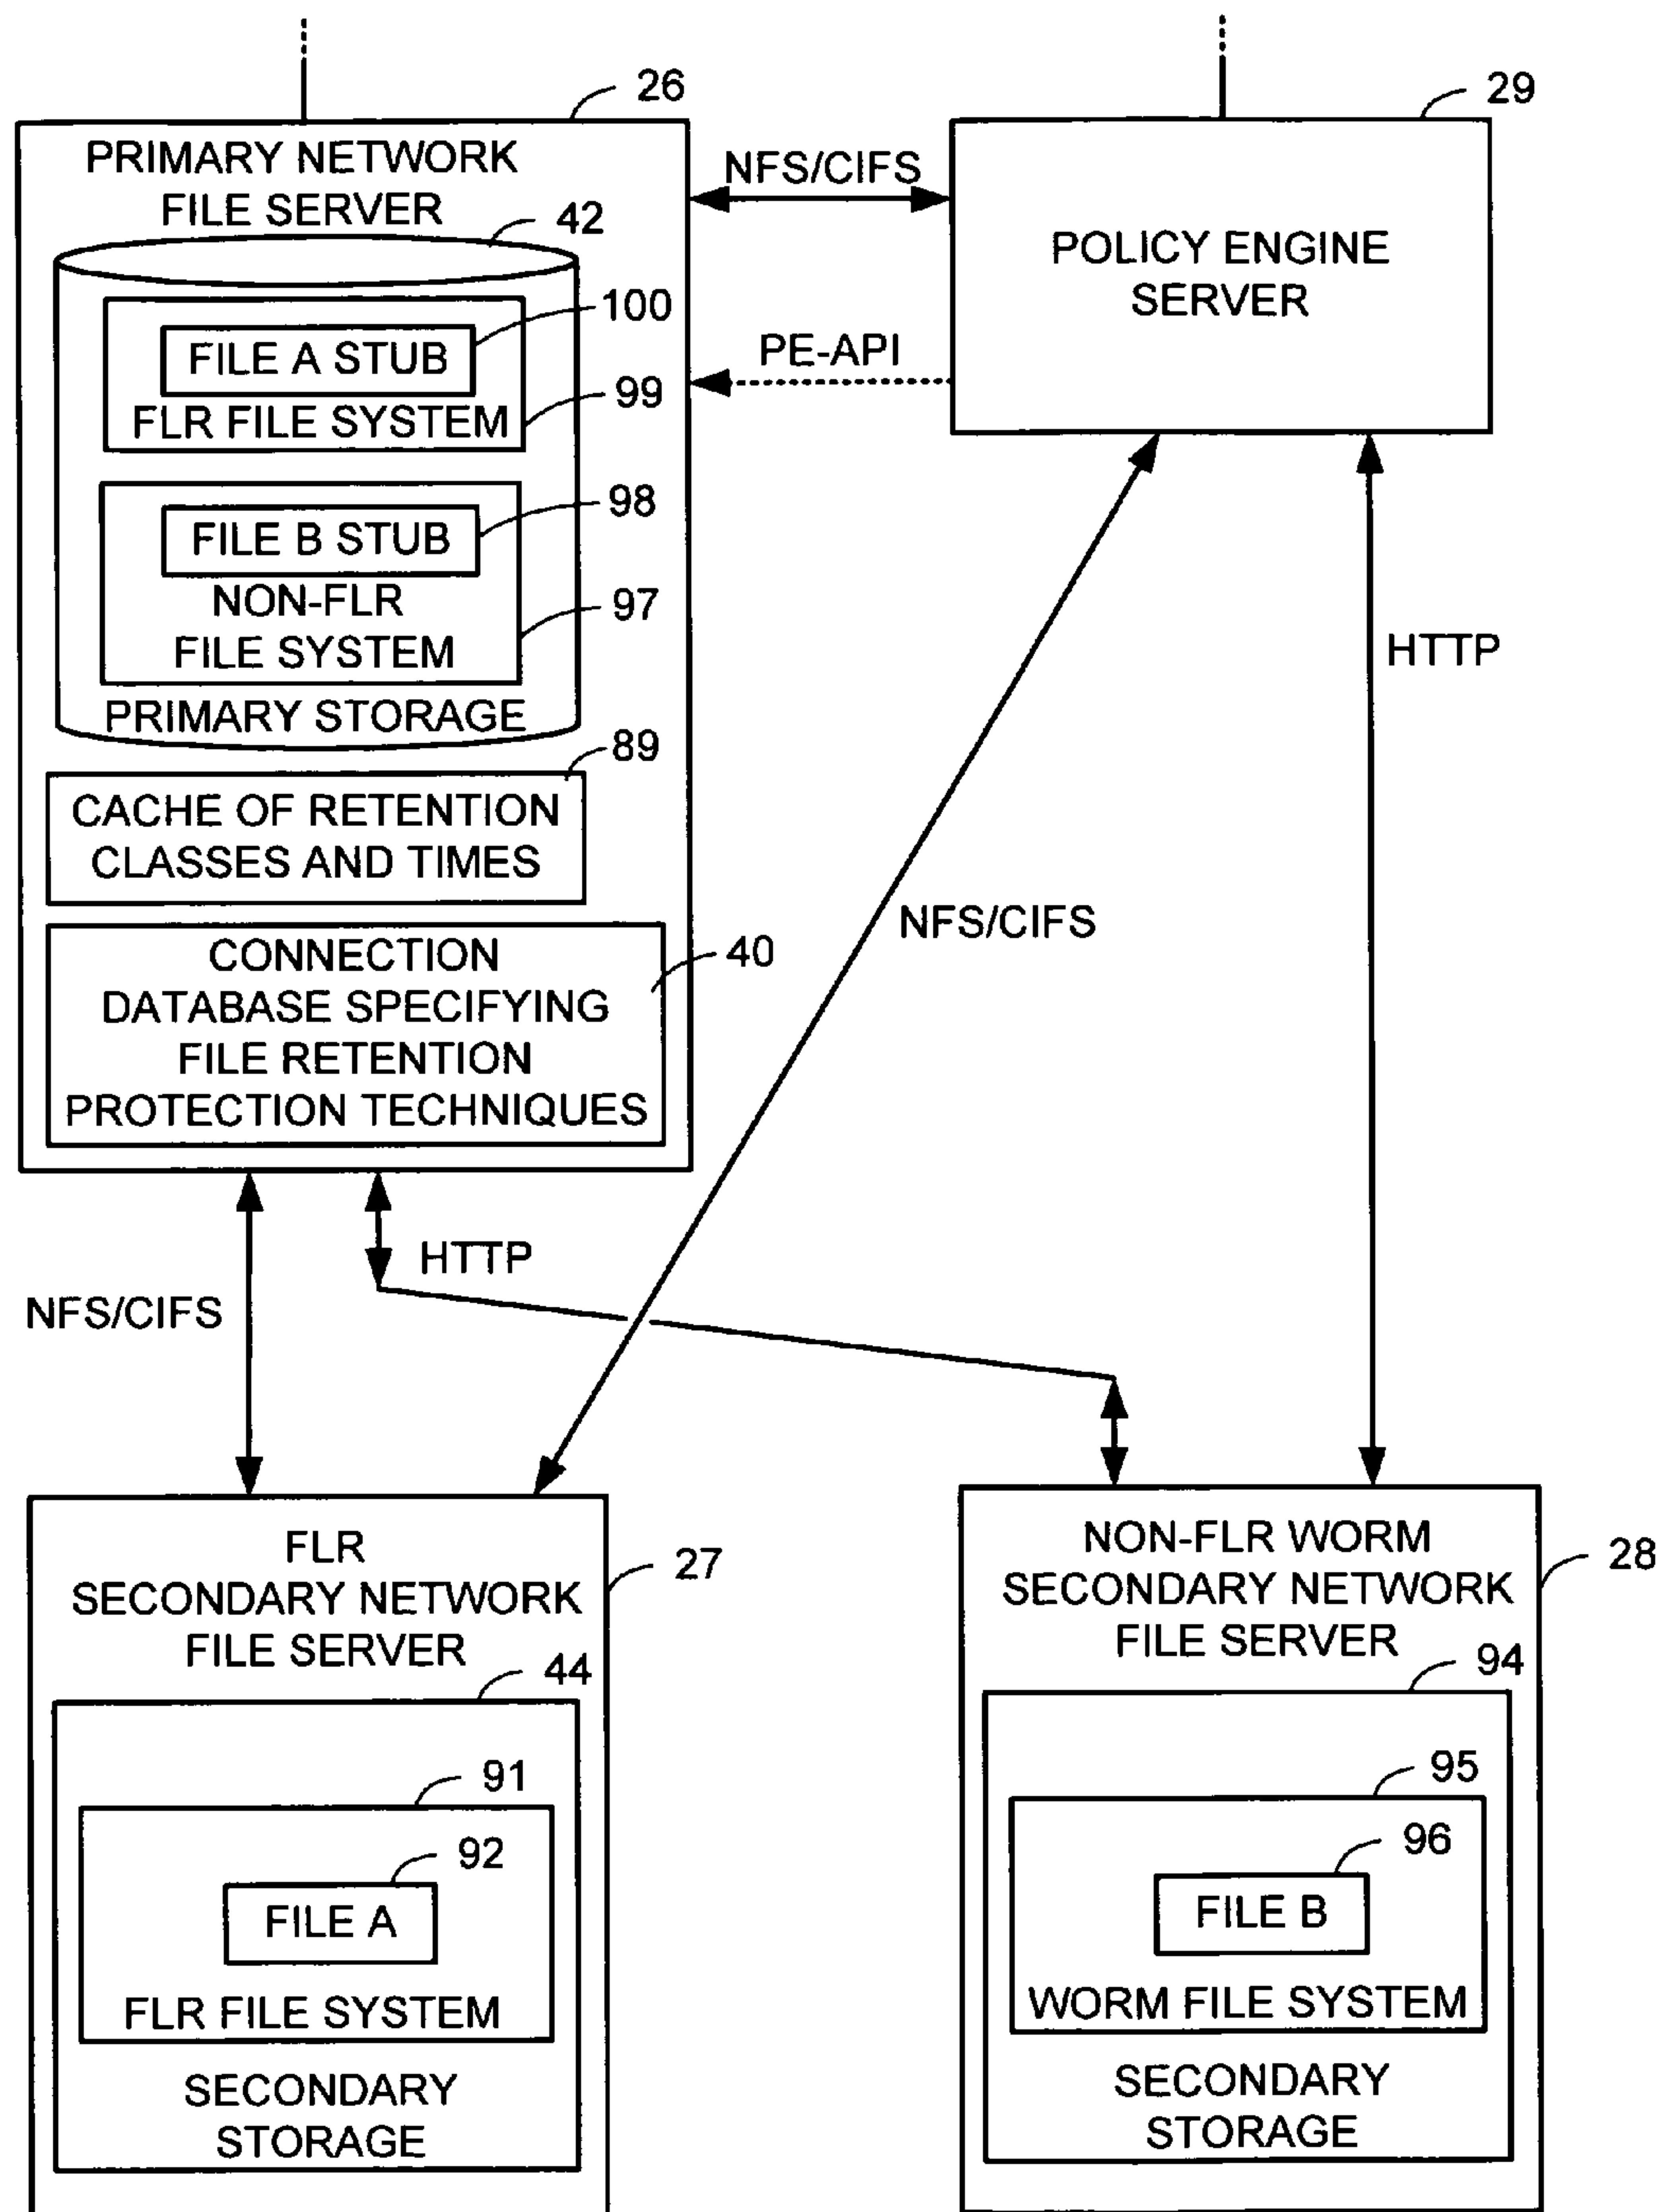 26
29
PRIMARY NETWORK
FILE SERVER
NFS/CIFS
42
POLICY ENGINE
SERVER
100
FILE A STUB
PE-API
99
FLR FILE SYSTEM
98
FILE B STUB
NON-FLR
97
FILE SYSTEM
HTTP
PRIMARY STORAGE
89
CACHE OF RETENTION
CLASSES AND TIMES
NFS/CIFS
CONNECTION
40
DATABASE SPECIFYING
FILE RETENTION
PROTECTION TECHNIQUES
HTTP
NFS/CIFS
FLR
SECONDARY NETWORK
FILE SERVER
27
NON-FLR WORM
SECONDARY NETWORK
FILE SERVER
28
44
94
91
95
92
96
FILE A
FILE B
FLR FILE SYSTEM
WORM FILE SYSTEM
SECONDARY
STORAGE
SECONDARY
STORAGE